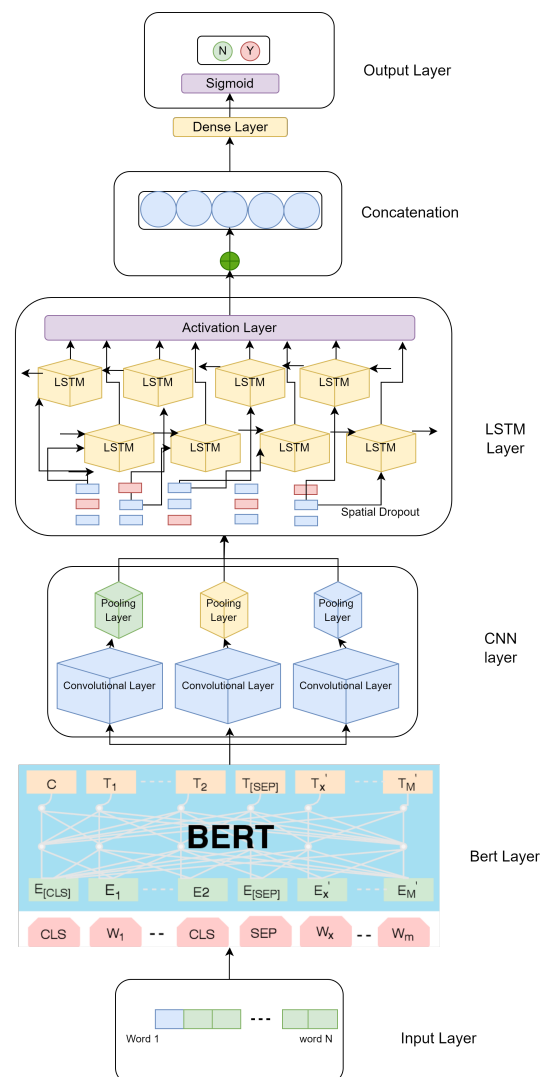 N Y
Sigmoid
Output Layer
Dense Layer
Concatenation
Activation Layer
LSTM LSTM LSTM LSTM
LSTM LSTM LSTM LSTM
LSTM
Layer
Spatial Dropout
Pooling
Layer
Pooling
Layer
Pooling
Layer
CNN
layer
Convolutional Layer Convolutional Layer Convolutional Layer
C T1 T2 T[SEP] Tx' TM'
BERT
Bert Layer
E[CLS] E1 E2 E[SEP] Ex' EM'
CLS W1 -- CLS SEP Wx -- Wm
Word 1 word N
Input Layer